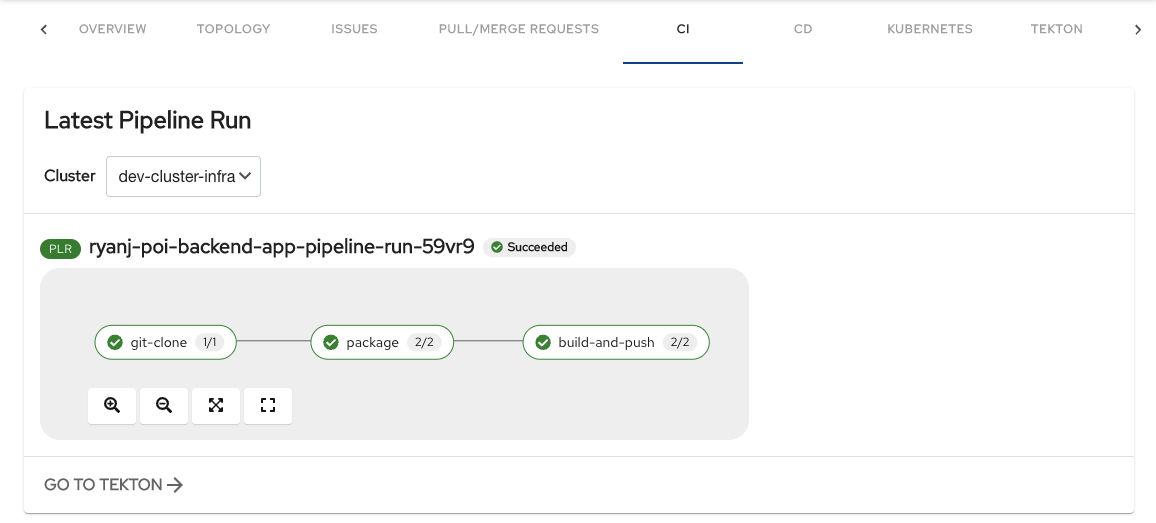 OVERVIEW TOPOLOGY ISSUES PULL/MERGE REQUESTS CI CD KUBERNETES TEKTON
Latest Pipeline Run
Cluster dev-cluster-infra
PLR ryanj-poi-backend-app-pipeline-run-59vr9 Succeeded
git-clone 1/1 package 2/2 build-and-push 2/2
GO TO TEKTON